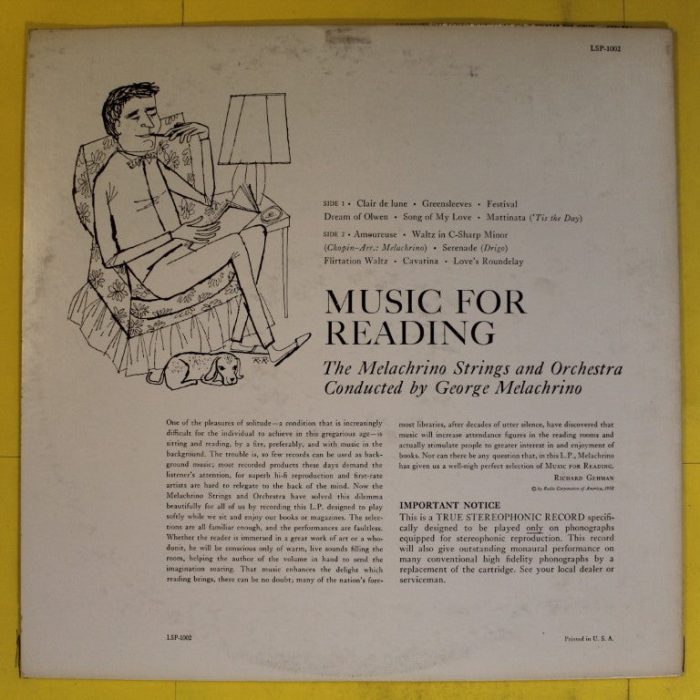 LSP-1002
SIDE 1 • Clair de lune • Greensleeves • Festival
Dream of Olwen • Song of My Love • Mattinata ('Tis the Day)
SIDE 2 • Amoureuse • Waltz in C-Sharp Minor
(Chopin-Arr.: Melachrino) • Serenade (Drigo)
Flirtation Waltz • Cavatina • Love's Roundelay
MUSIC FOR
READING
The Melachrino Strings and Orchestra
Conducted by George Melachrino
R.R.
One of the pleasures of solitude—a condition that is increasingly
difficult for the individual to achieve in this gregarious age—is
sitting and reading, by a fire, preferably, and with music in the
background. The trouble is, so few records can be used as back-
ground music; most recorded products these days demand the
listener's attention, for superb hi-fi reproduction and first-rate
artists are hard to relegate to the back of the mind. Now the
Melachrino Strings and Orchestra have solved this dilemma
beautifully for all of us by recording this L.P. designed to play
softly while we sit and enjoy our books or magazines. The selec-
tions are all familiar enough, and the performances are faultless.
Whether the reader is immersed in a great work of art or a who-
dunit, he will be conscious only of warm, live sounds filling the
room, helping the author of the volume in hand to send the
imagination soaring. That music enhances the delight which
reading brings, there can be no doubt; many of the nation's fore-
most libraries, after decades of utter silence, have discovered that
music will increase attendance figures in the reading rooms and
actually stimulate people to greater interest in and enjoyment of
books. Nor can there be any question that, in this L.P., Melachrino
has given us a well-nigh perfect selection of MUSIC FOR READING.
RICHARD GEHMAN
© by Radio Corporation of America, 1958
IMPORTANT NOTICE
This is a TRUE STEREOPHONIC RECORD specifi-
cally designed to be played only on phonographs
equipped for stereophonic reproduction. This record
will also give outstanding monaural performance on
many conventional high fidelity phonographs by a
replacement of the cartridge. See your local dealer or
serviceman.
LSP-1002
Printed in U. S. A.